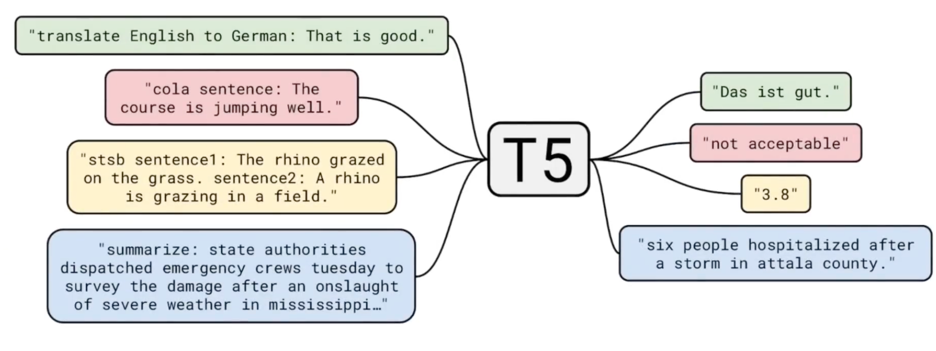 "translate English to German: That is good."
"cola sentence: The
course is jumping well."
"stsb sentence1: The rhino grazed
on the grass. sentence2: A rhino
is grazing in a field."
"summarize: state authorities
dispatched emergency crews tuesday to
survey the damage after an onslaught
of severe weather in mississippi…"
T5
"Das ist gut."
"not acceptable"
"3.8"
"six people hospitalized after
a storm in attala county."